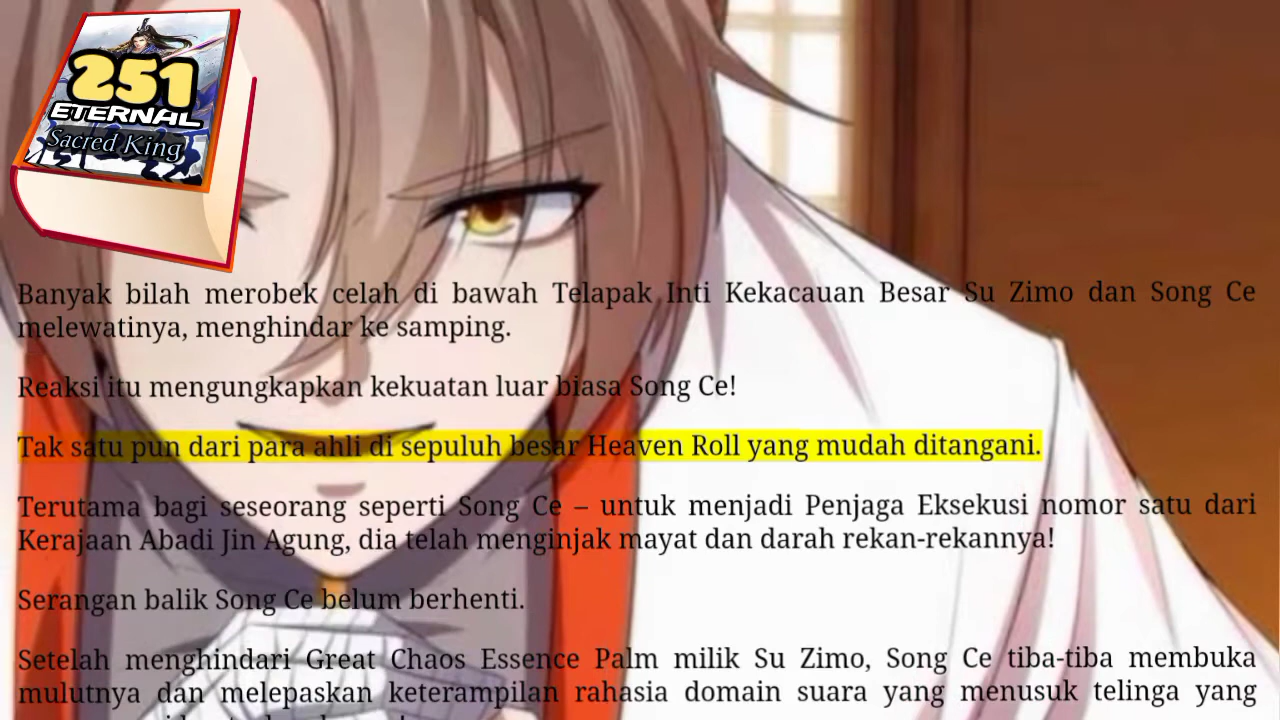 251
ETERNAL
Sacred King
Banyak bilah merobek celah di bawah Telapak Inti Kekacauan Besar Su Zimo dan Song Ce
melewatinya, menghindar ke samping.
Reaksi itu mengungkapkan kekuatan luar biasa Song Ce!
Tak satu pun dari para ahli di sepuluh besar Heaven Roll yang mudah ditangani.
Terutama bagi seseorang seperti Song Ce – untuk menjadi Penjaga Eksekusi nomor satu dari
Kerajaan Abadi Jin Agung, dia telah menginjak mayat dan darah rekan-rekannya!
Serangan balik Song Ce belum berhenti.
Setelah menghindari Great Chaos Essence Palm milik Su Zimo, Song Ce tiba-tiba membuka
mulutnya dan melepaskan keterampilan rahasia domain suara yang menusuk telinga yang